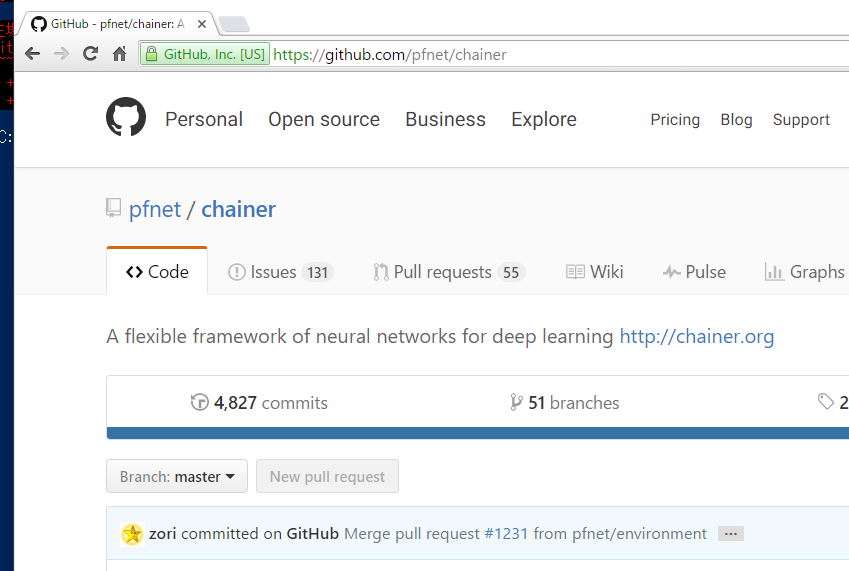 GitHub - pfnet/chainer: A
GitHub, Inc. [US] https://github.com/pfnet/chainer
Personal Open source Business Explore Pricing Blog Support
pfnet / chainer
Code Issues 131 Pull requests 55 Wiki Pulse Graphs
A flexible framework of neural networks for deep learning http://chainer.org
4,827 commits 51 branches 2
Branch: master New pull request
zori committed on GitHub Merge pull request #1231 from pfnet/environment ...